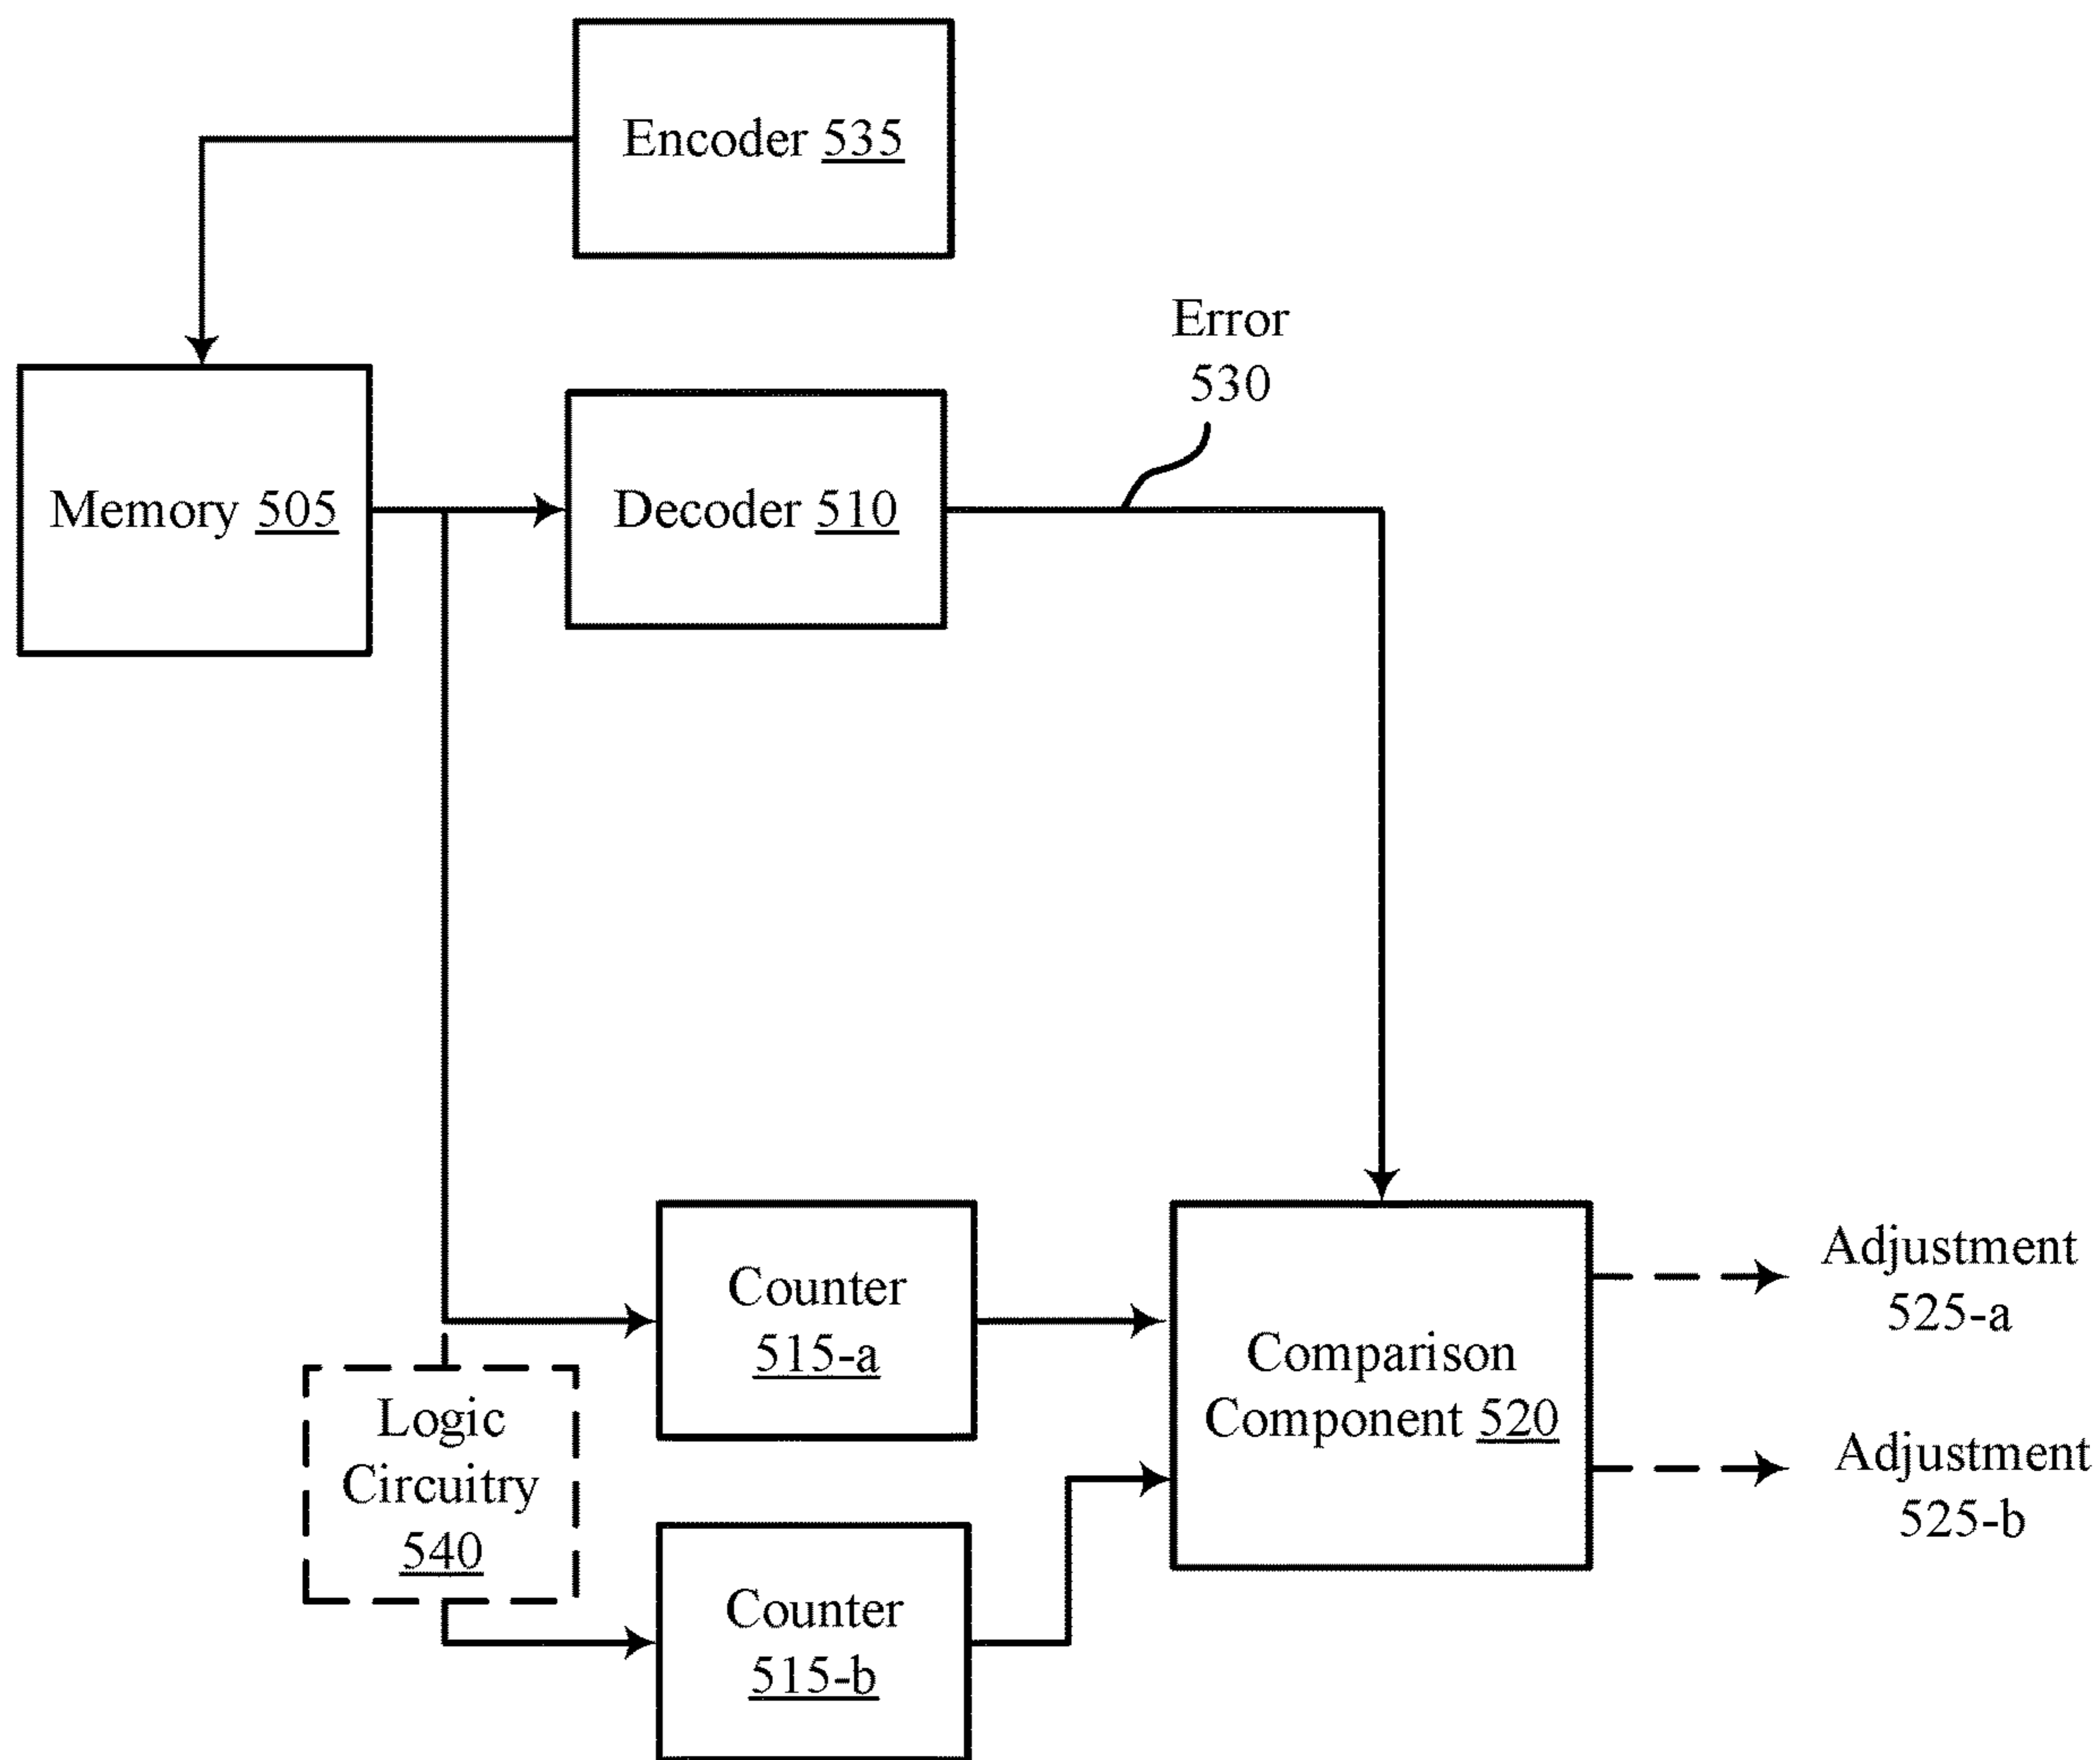 Encoder 535
Error
530
Memory 505
Decoder 510
Counter
515-a
Comparison
Component 520
Adjustment
525-a
Adjustment
525-b
Logic
Circuitry
540
Counter
515-b